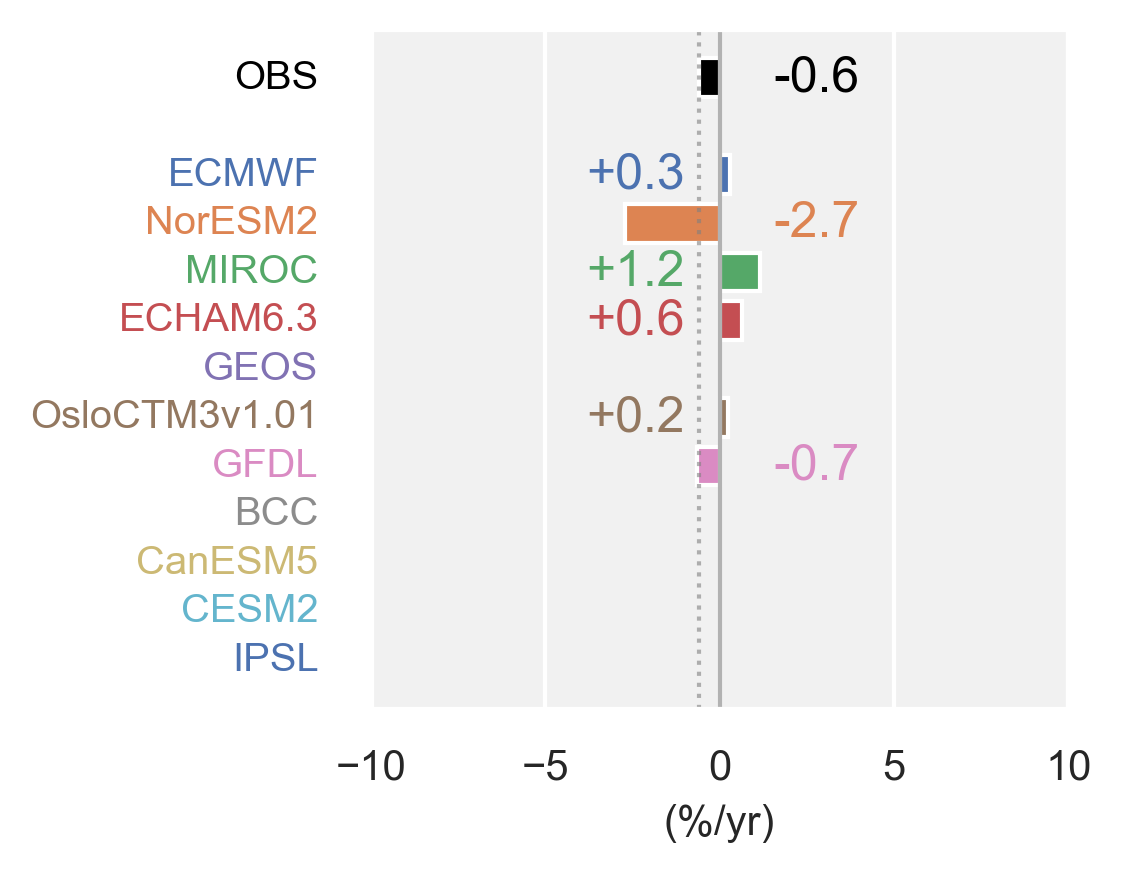 OBS -0.6
ECMWF +0.3
NorESM2 -2.7
MIROC +1.2
ECHAM6.3 +0.6
GEOS
OsloCTM3v1.01 +0.2
GFDL -0.7
BCC
CanESM5
CESM2
IPSL
−10 −5 0 5 10
(%/yr)